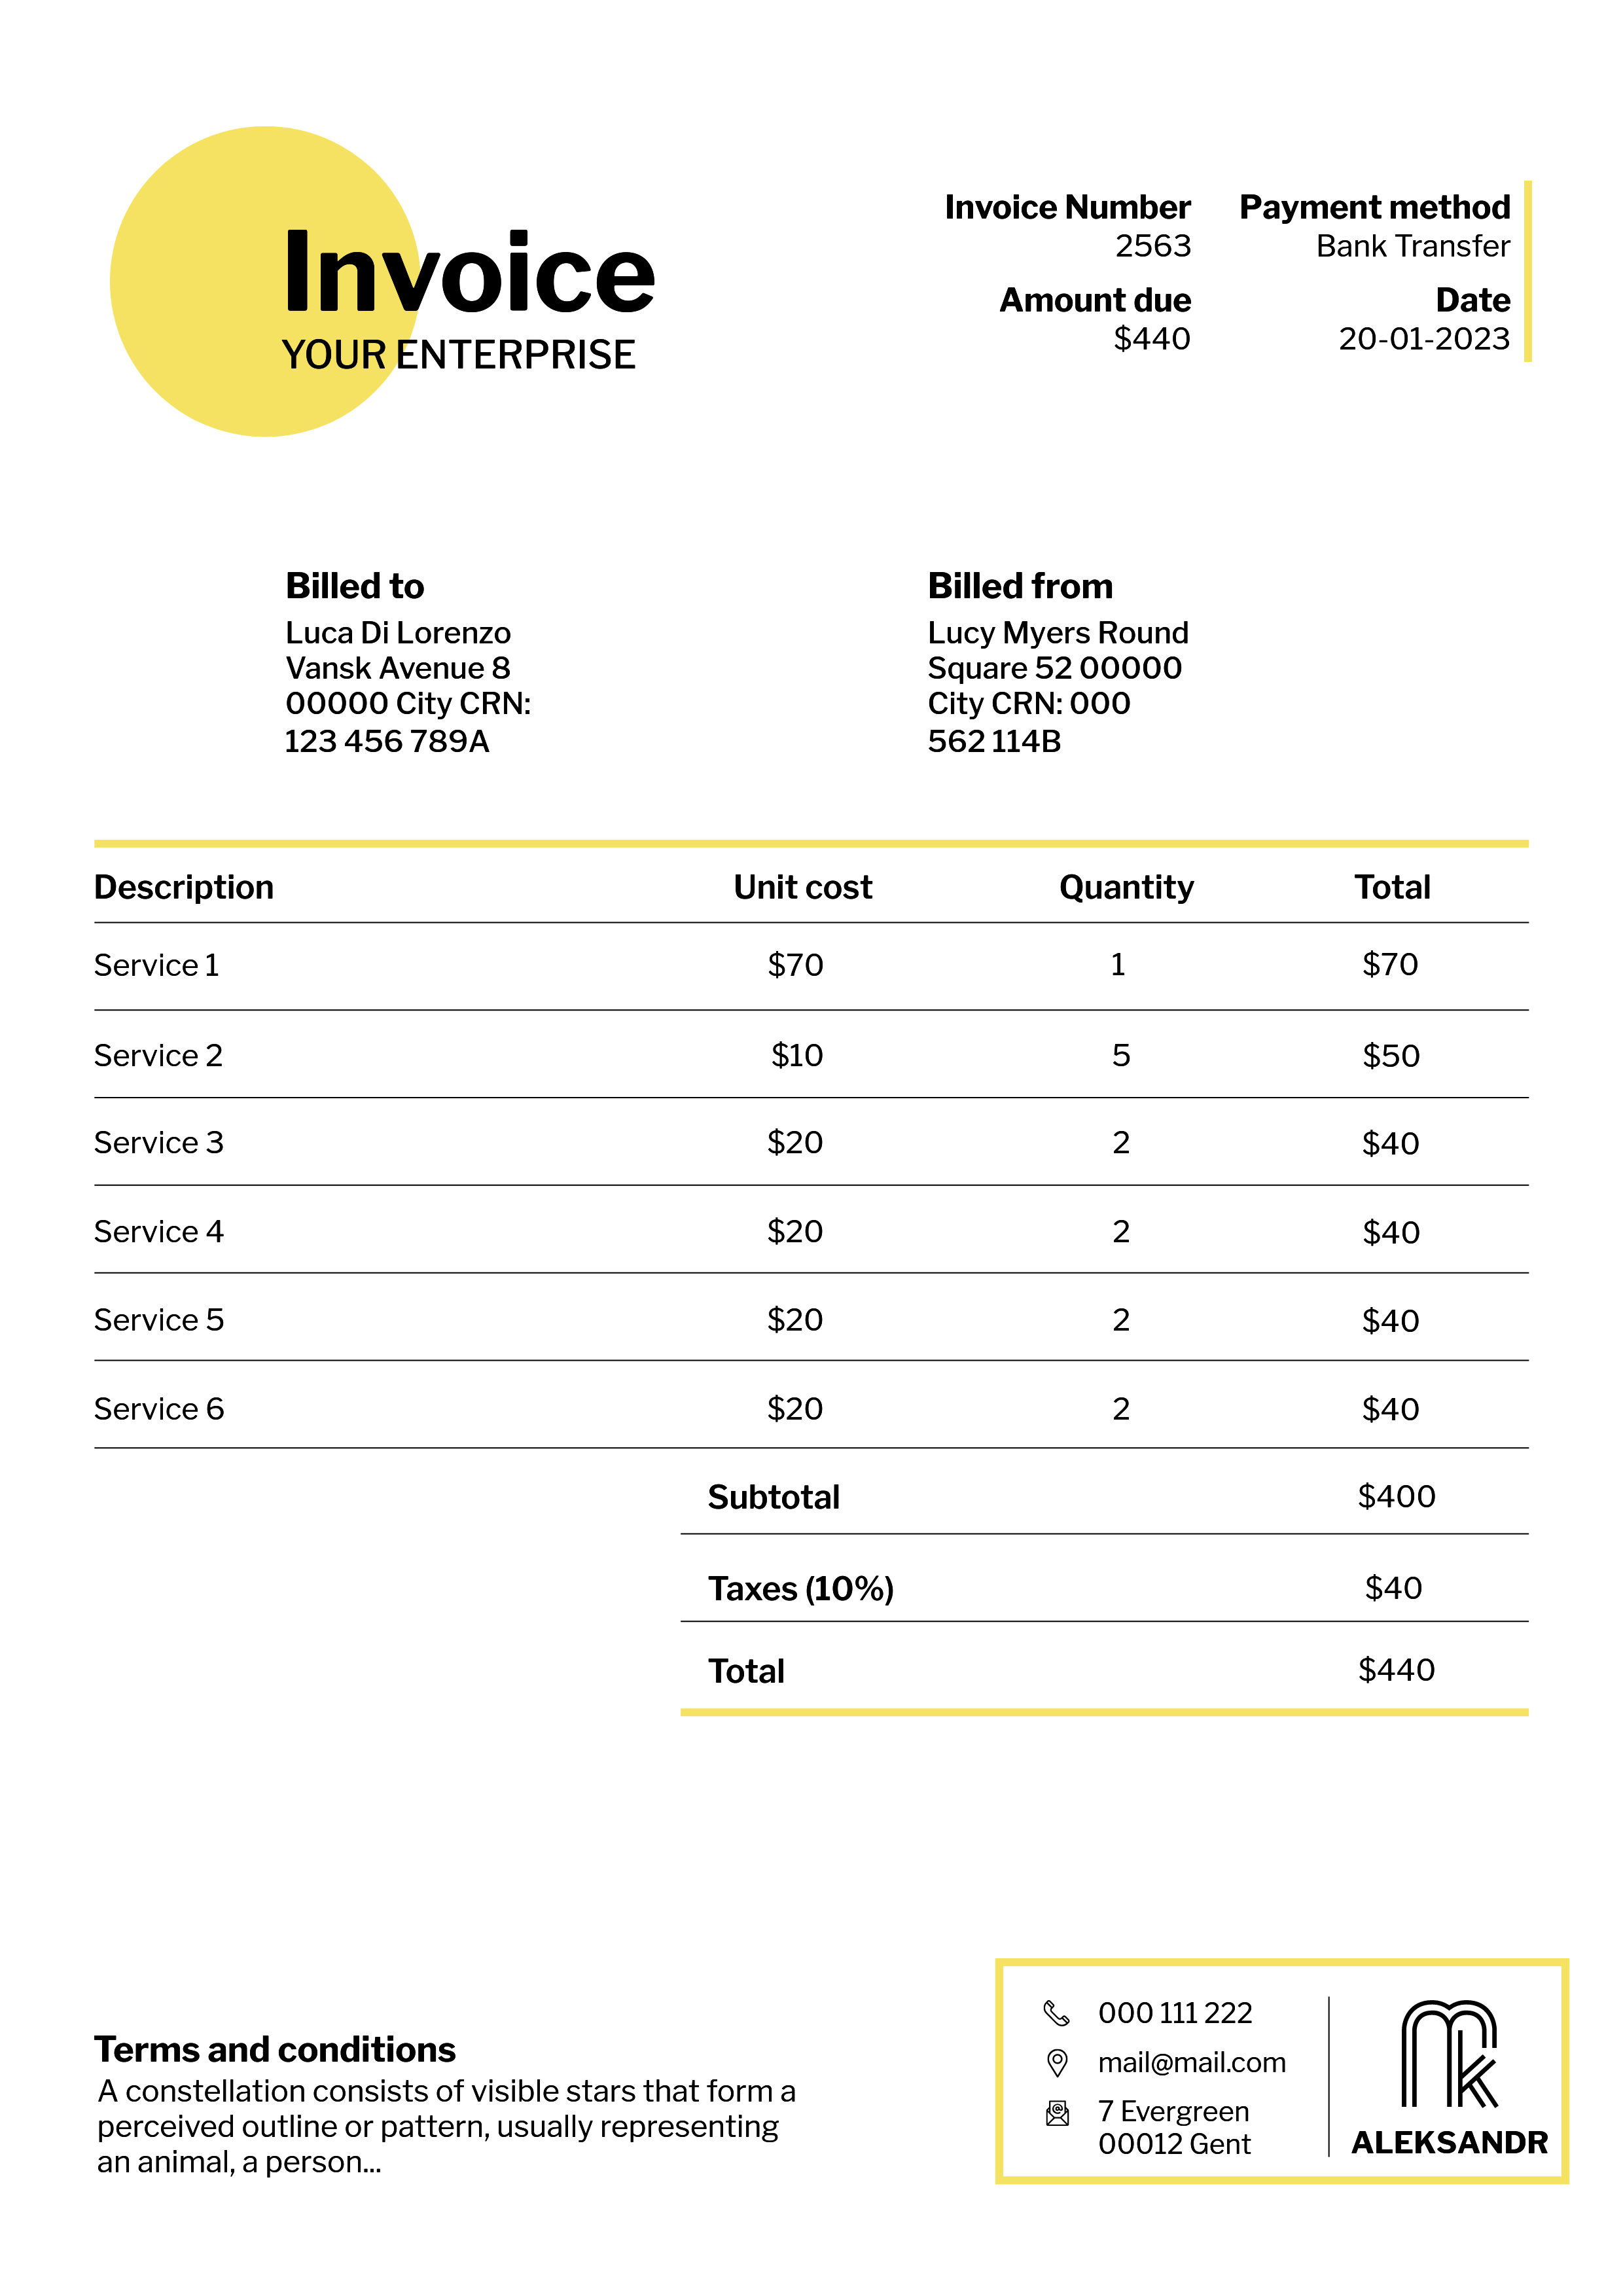 Invoice
YOUR ENTERPRISE
Invoice Number
2563
Amount due
$440
Payment method
Bank Transfer
Date
20-01-2023
Billed to
Luca Di Lorenzo
Vansk Avenue 8
00000 City CRN:
123 456 789A
Billed from
Lucy Myers Round
Square 52 00000
City CRN: 000
562 114B
Description Unit cost Quantity Total
Service 1 $70 1 $70
Service 2 $10 5 $50
Service 3 $20 2 $40
Service 4 $20 2 $40
Service 5 $20 2 $40
Service 6 $20 2 $40
Subtotal $400
Taxes (10%) $40
Total $440
Terms and conditions
A constellation consists of visible stars that form a
perceived outline or pattern, usually representing
an animal, a person...
000 111 222
mail@mail.com
7 Evergreen
00012 Gent
mk
ALEKSANDR